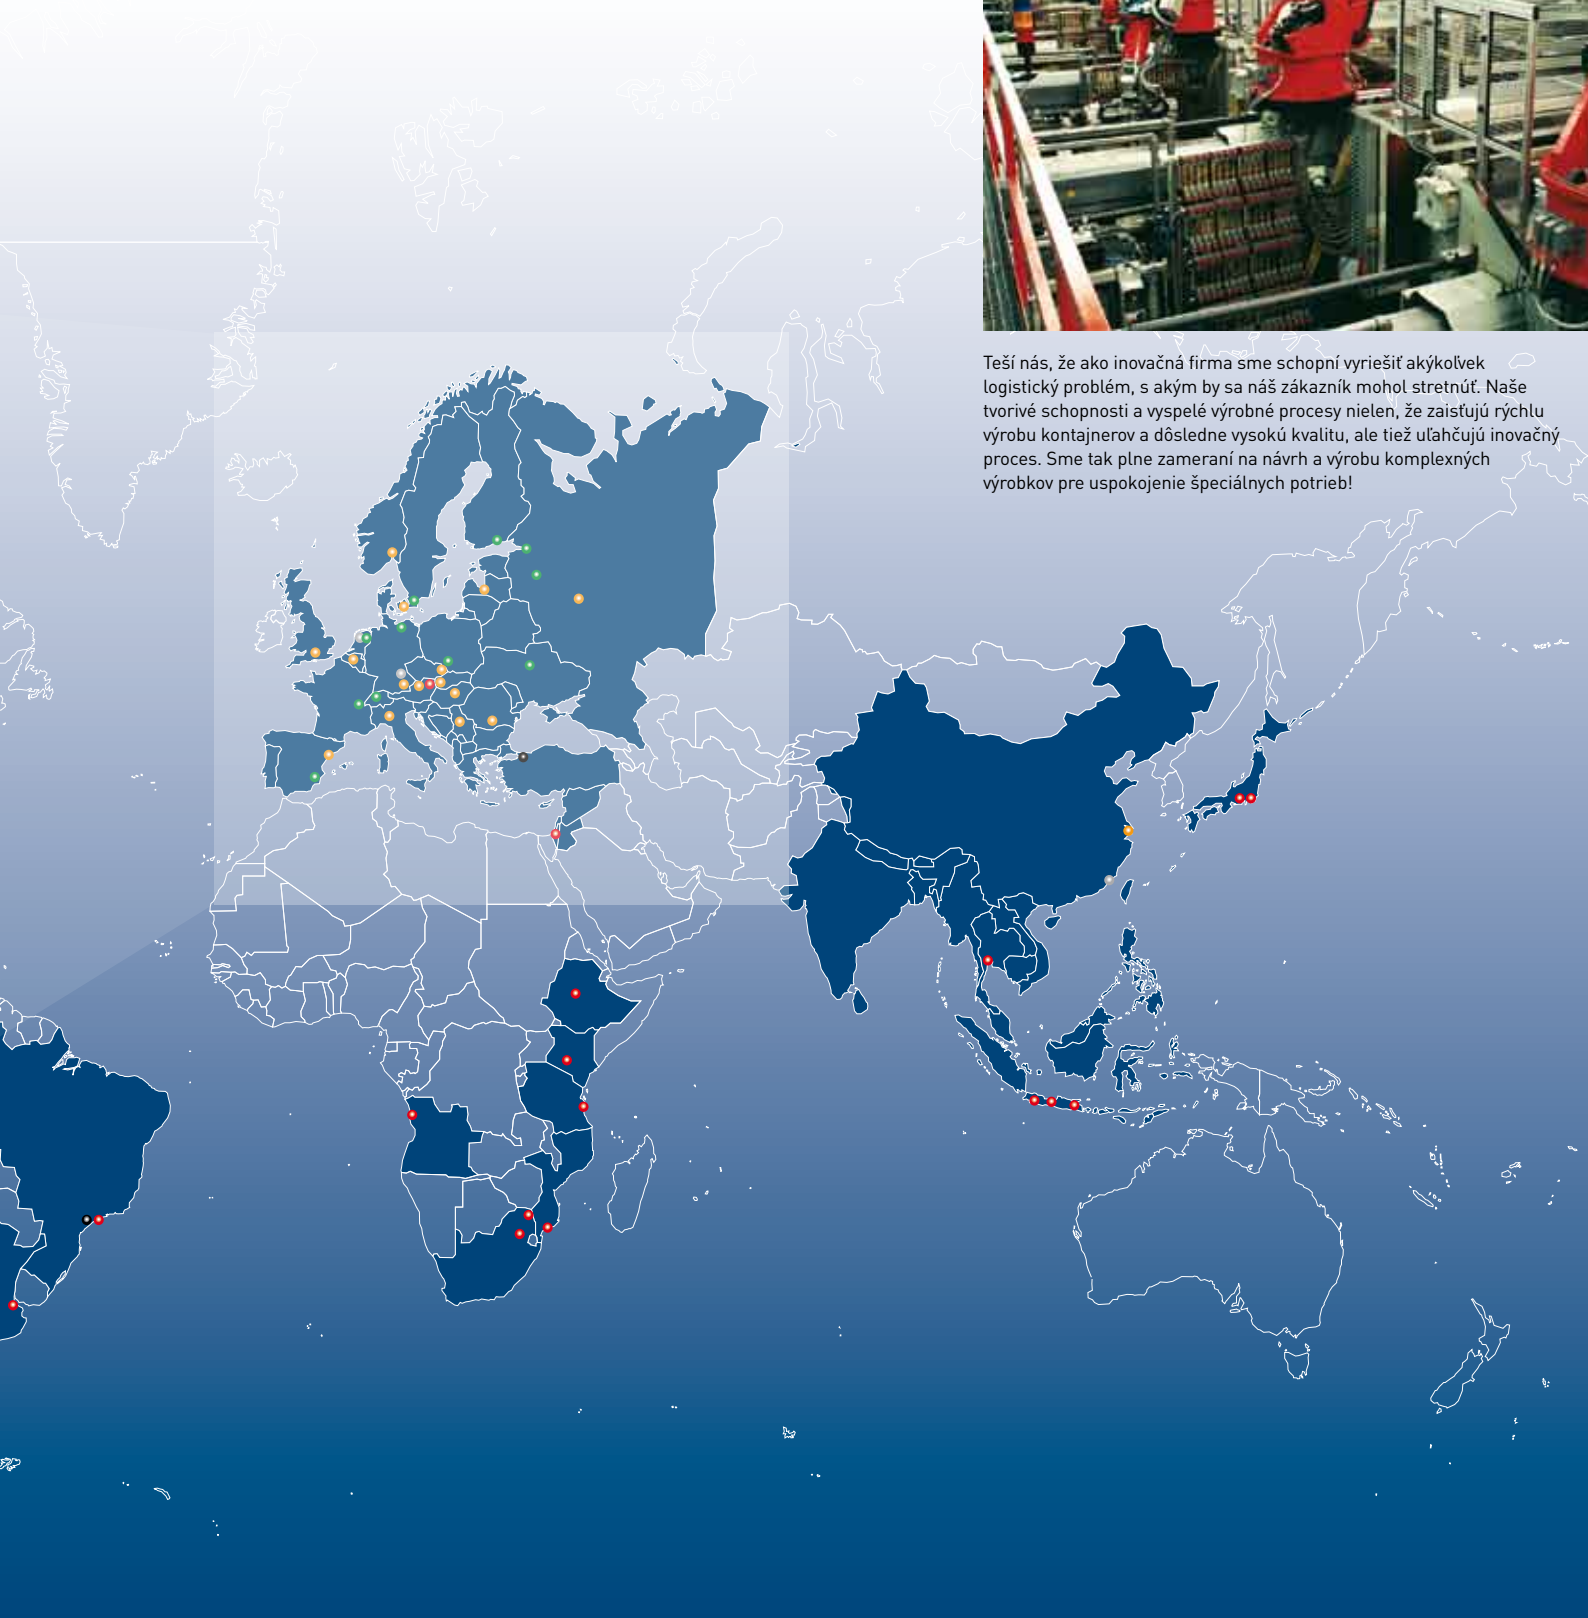 Teší nás, že ako inovačná firma sme schopní vyriešiť akýkoľvek
logistický problém, s akým by sa náš zákazník mohol stretnúť. Naše
tvorivé schopnosti a vyspelé výrobné procesy nielen, že zaisťujú rýchlu
výrobu kontajnerov a dôsledne vysokú kvalitu, ale tiež uľahčujú inovačný
proces. Sme tak plne zameraní na návrh a výrobu komplexných
výrobkov pre uspokojenie špeciálnych potrieb!